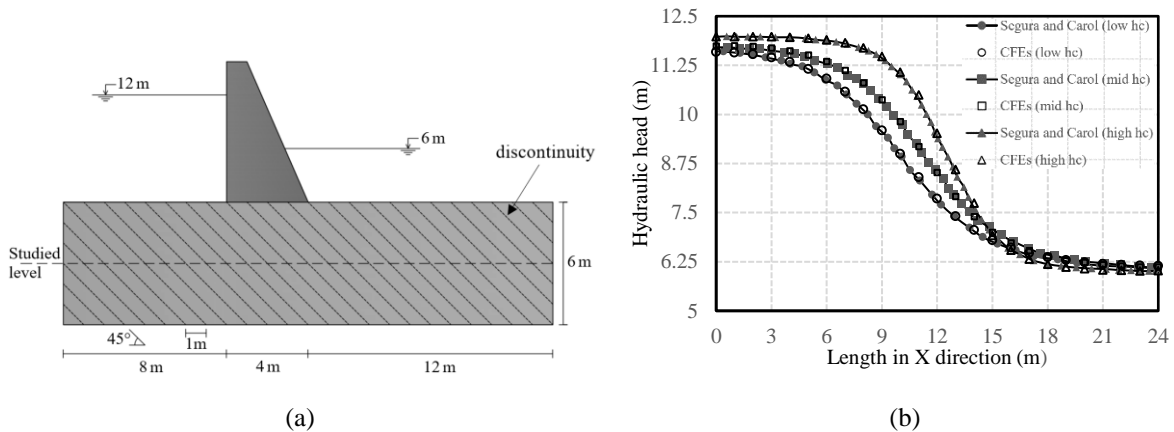 12 m
6 m
discontinuity
Studied
level
6 m
45°
1m
8 m
4 m
12 m
(a)
Hydraulic head (m)
12.5
11.25
10
8.75
7.5
6.25
5
Segura and Carol (low hc)
CFEs (low hc)
Segura and Carol (mid hc)
CFEs (mid hc)
Segura and Carol (high hc)
CFEs (high hc)
0 3 6 9 12 15 18 21 24
Length in X direction (m)
(b)